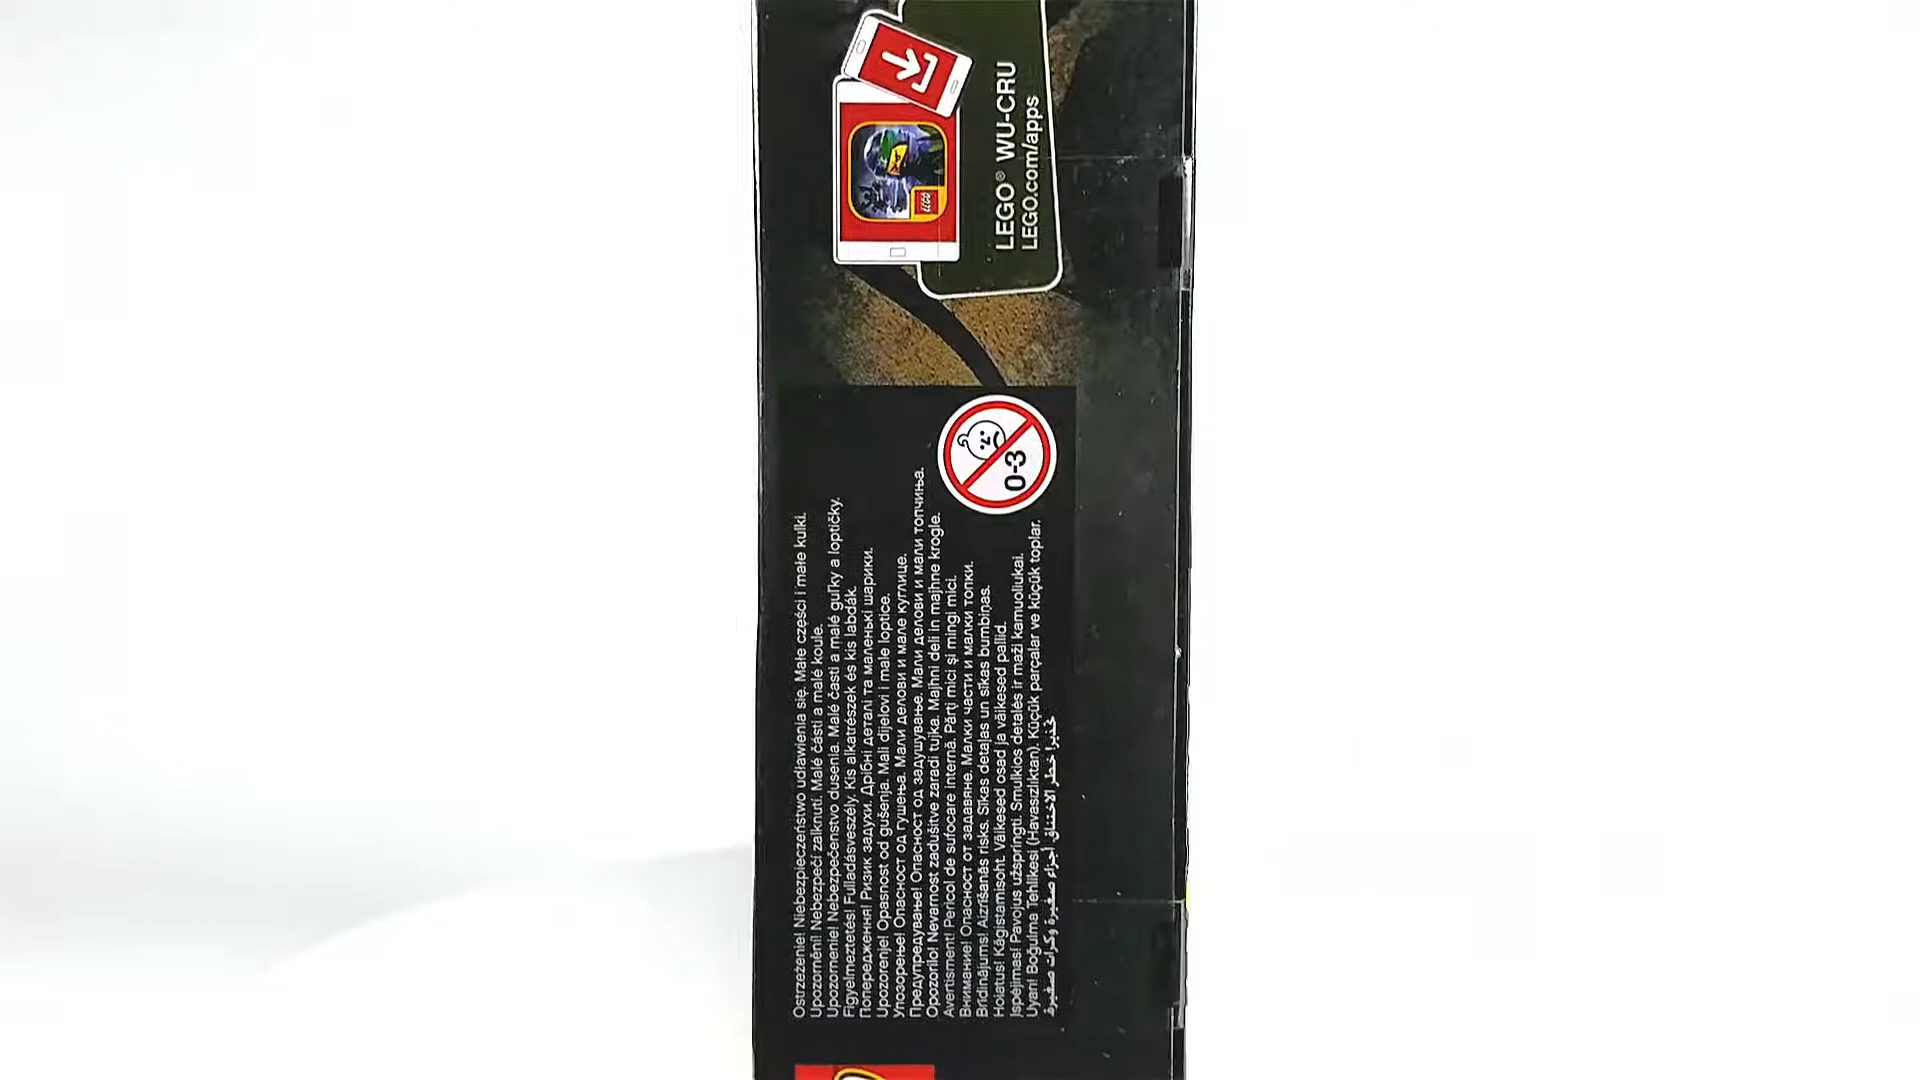 Ostrzeżenie! Niebezpieczeństwo udławienia się. Małe części i małe kulki.
Upozornění! Nebezpečí zalknutí. Malé části a malé koule.
Upozornenie! Nebezpečenstvo dusenia. Malé časti a malé guľky a loptičky.
Figyelmeztetés! Fulladásveszély. Kis alkatrészek és kis labdák.
Попередження! Ризик задухи. Дрібні деталі та маленькі шарики.
Upozorenje! Opasnost od gušenja. Mali dijelovi i male loptice.
Упозорење! Опасност од гушења. Мали делови и мале куглице.
Предупредување! Опасност од задушување. Мали делови и мали топчиња.
Opozorilo! Nevarnost zadušitve zaradi tujka. Majhni deli in majhne krogle.
Avertisment! Pericol de sufocare internă. Părți mici și mingi mici.
Внимание! Опасност от задавяне. Малки части и малки топки.
Brīdinājums! Aizrīšanās risks. Sīkas detaļas un sīkas bumbiņas.
Hoiatus! Kägistamisoht. Väikesed osad ja väikesed pallid.
Įspėjimas! Pavojus užspringti. Smulkios detalės ir maži kamuoliukai.
Uyarı! Boğulma Tehlikesi (Havasızlıktan). Küçük parçalar ve küçük toplar.
تحذير! خطر الاختناق. أجزاء صغيرة وكرات صغيرة.
0-3
LEGO
LEGO® WU-CRU
LEGO.com/apps